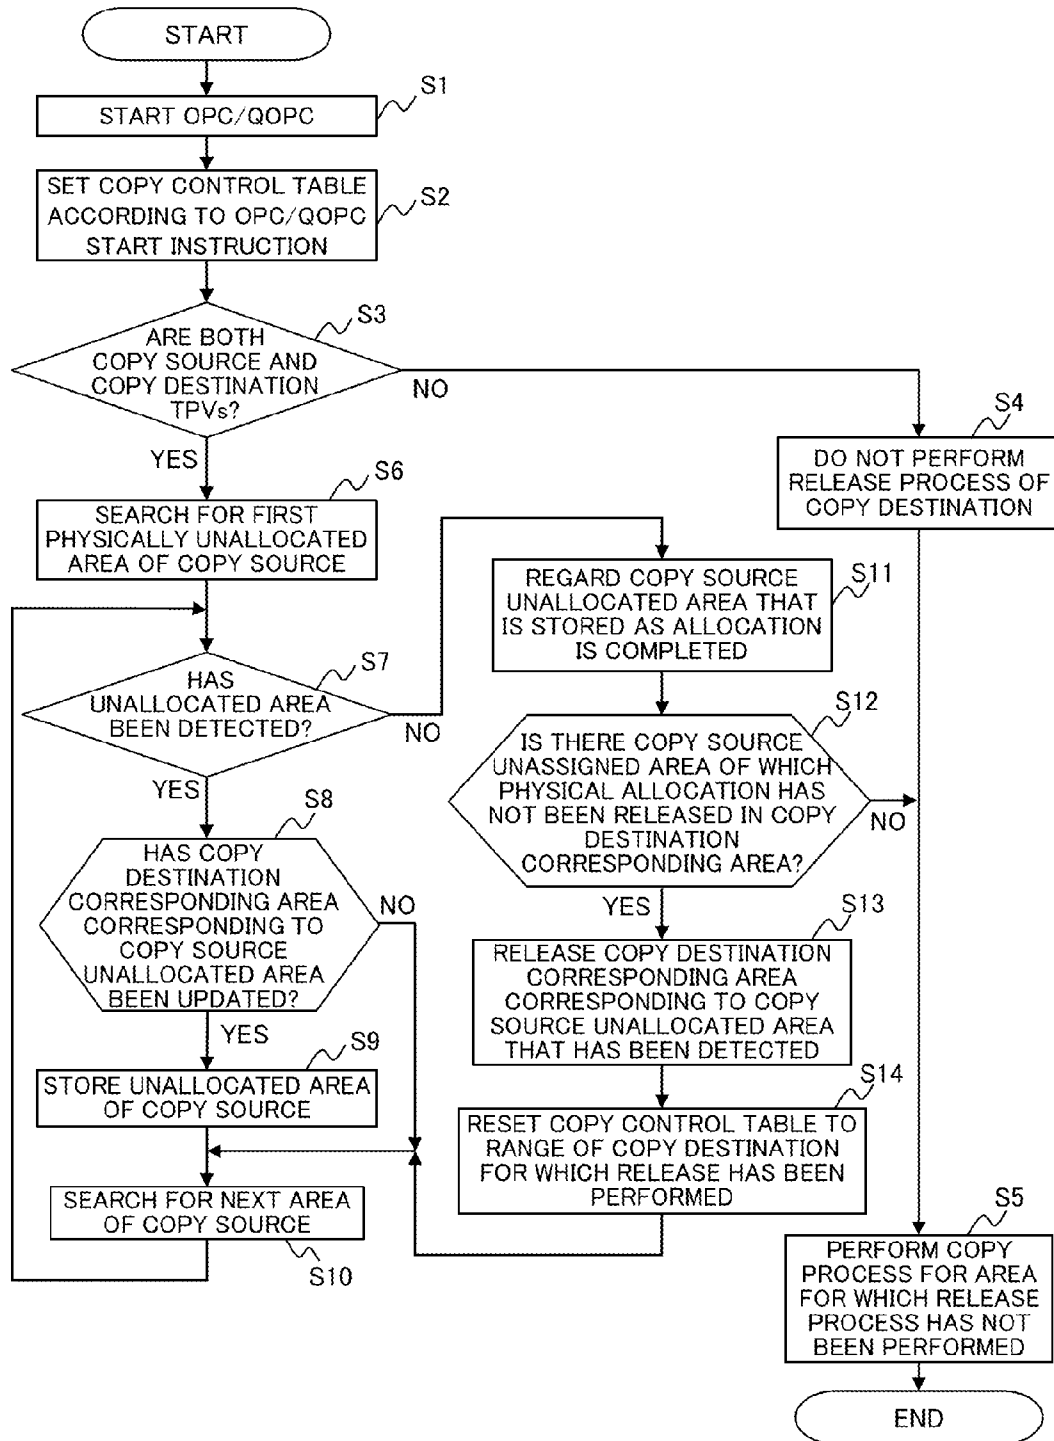 START
S1
START OPC/QOPC
S2
SET COPY CONTROL TABLE
ACCORDING TO OPC/QOPC
START INSTRUCTION
S3
ARE BOTH
COPY SOURCE AND
COPY DESTINATION
TPVs?
NO
YES
S4
DO NOT PERFORM
RELEASE PROCESS OF
COPY DESTINATION
S6
SEARCH FOR FIRST
PHYSICALLY UNALLOCATED
AREA OF COPY SOURCE
S7
HAS
UNALLOCATED AREA
BEEN DETECTED?
NO
YES
S8
HAS COPY
DESTINATION
CORRESPONDING AREA
CORRESPONDING TO
COPY SOURCE
UNALLOCATED AREA
BEEN UPDATED?
NO
YES
S9
STORE UNALLOCATED AREA
OF COPY SOURCE
SEARCH FOR NEXT AREA
OF COPY SOURCE
S10
S11
REGARD COPY SOURCE
UNALLOCATED AREA THAT
IS STORED AS ALLOCATION
IS COMPLETED
S12
IS THERE COPY SOURCE
UNASSIGNED AREA OF WHICH
PHYSICAL ALLOCATION HAS
NOT BEEN RELEASED IN COPY
DESTINATION
CORRESPONDING AREA?
NO
YES
S13
RELEASE COPY DESTINATION
CORRESPONDING AREA
CORRESPONDING TO COPY
SOURCE UNALLOCATED AREA
THAT HAS BEEN DETECTED
S14
RESET COPY CONTROL TABLE TO
RANGE OF COPY DESTINATION
FOR WHICH RELEASE HAS BEEN
PERFORMED
S5
PERFORM COPY
PROCESS FOR AREA
FOR WHICH RELEASE
PROCESS HAS NOT
BEEN PERFORMED
END